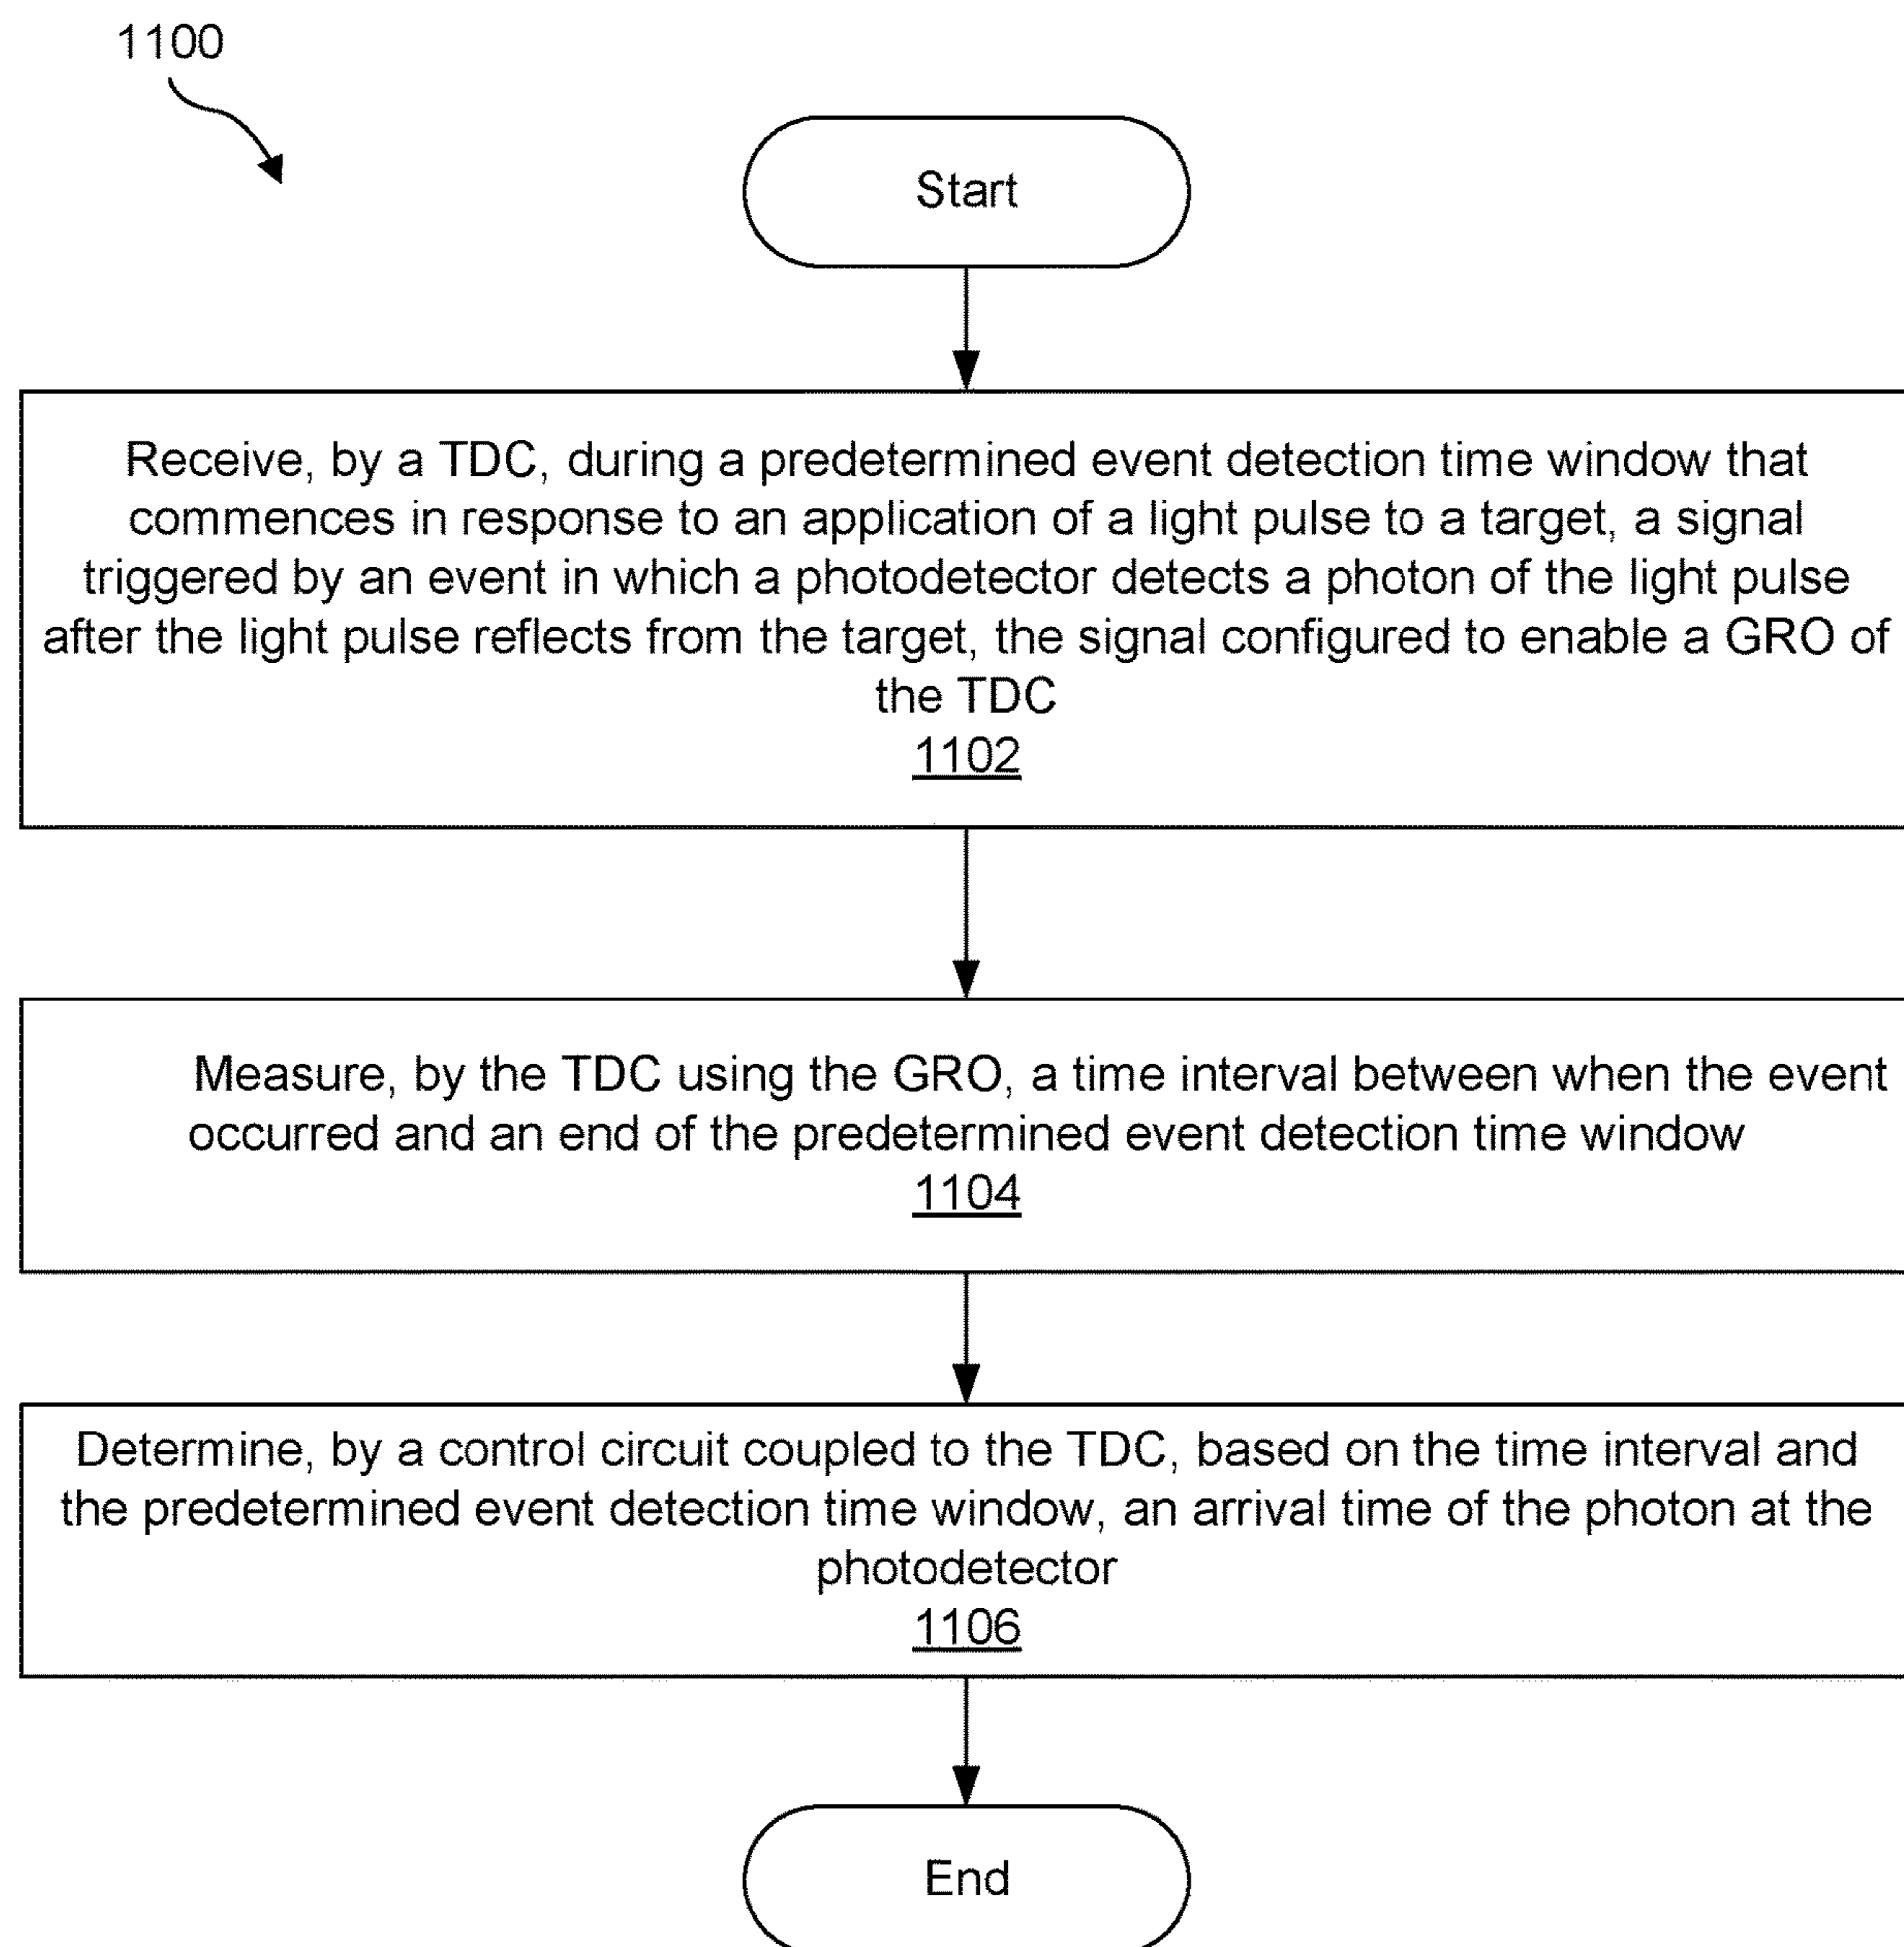 1100
Start
Receive, by a TDC, during a predetermined event detection time window that
commences in response to an application of a light pulse to a target, a signal
triggered by an event in which a photodetector detects a photon of the light pulse
after the light pulse reflects from the target, the signal configured to enable a GRO of
the TDC
1102
Measure, by the TDC using the GRO, a time interval between when the event
occurred and an end of the predetermined event detection time window
1104
Determine, by a control circuit coupled to the TDC, based on the time interval and
the predetermined event detection time window, an arrival time of the photon at the
photodetector
1106
End